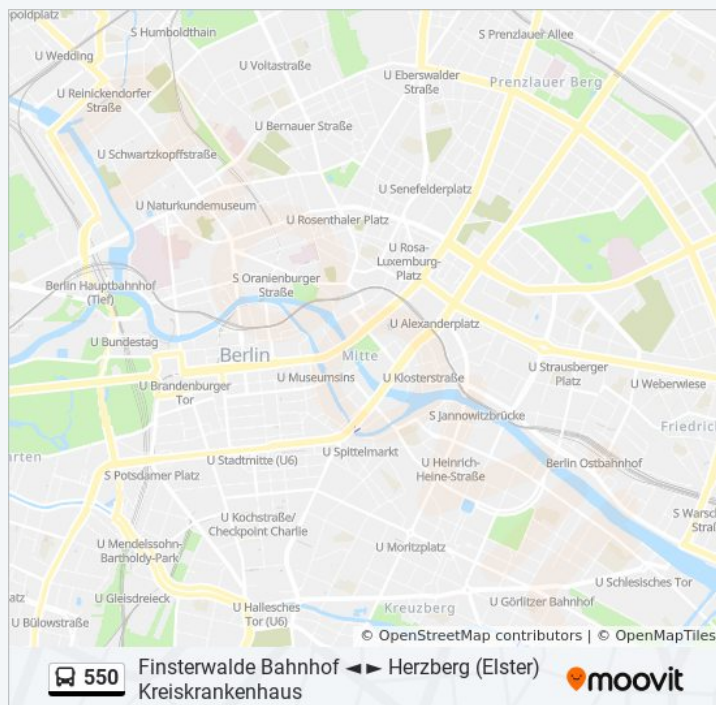 opoldplatz
S Humboldthain
S Prenzlauer Allee
U Wedding
U Voltastraße
U Eberswalder
Straße
Prenzlauer Berg
U Reinickendorfer
Straße
U Bernauer Straße
U Schwartzkopffstraße
U Senefelderplatz
U Naturkundemuseum
U Rosenthaler Platz
U Rosa-
Luxemburg-
Platz
S Oranienburger
Straße
Berlin Hauptbahnhof
(Tief)
U Alexanderplatz
U Bundestag
Berlin
Mitte
U Strausberger
Platz
U Museumsins
U Klosterstraße
U Weberwiese
U Brandenburger
Tor
S Jannowitzbrücke
Friedrich
arten
U Stadtmitte (U6)
U Spittelmarkt
U Heinrich-
Heine-Straße
Berlin Ostbahnhof
S Potsdamer Platz
S Warsch
Straß
U Kochstraße/
Checkpoint Charlie
U Mendelssohn-
Bartholdy-Park
U Moritzplatz
U Schlesisches Tor
atz
U Gleisdreieck
U Hallesches
Tor (U6)
Kreuzberg
U Görlitzer Bahnhof
U Bülowstraße
© OpenStreetMap contributors | © OpenMapTiles
550
Finsterwalde Bahnhof ◄► Herzberg (Elster)
Kreiskrankenhaus
moovit